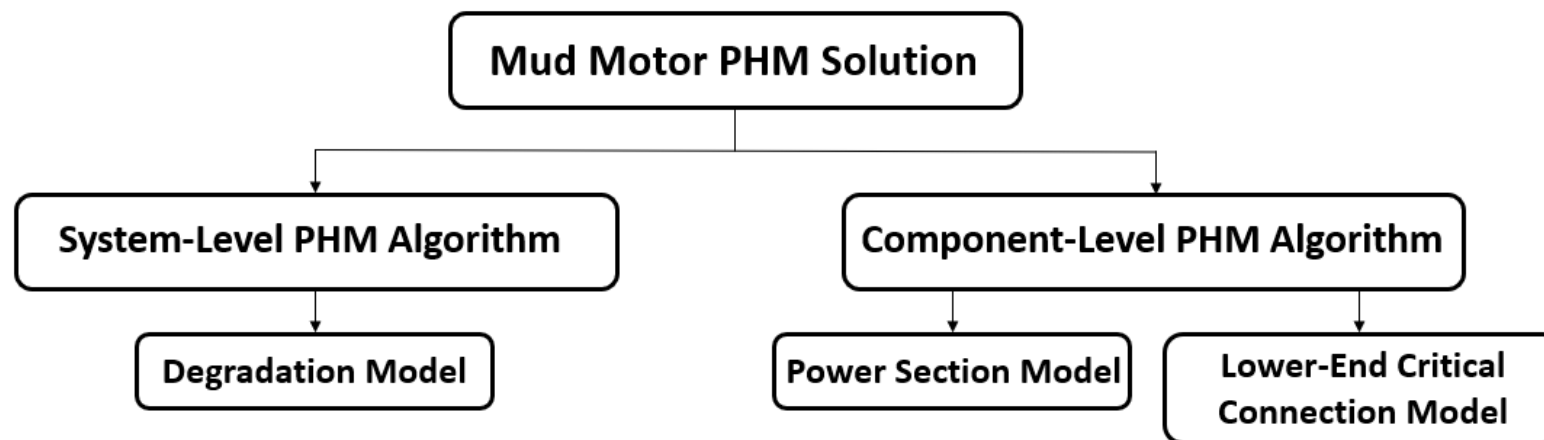 Mud Motor PHM Solution
System-Level PHM Algorithm
Component-Level PHM Algorithm
Degradation Model
Power Section Model
Lower-End Critical
Connection Model